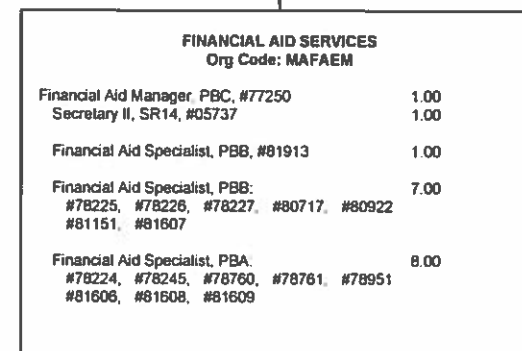 FINANCIAL AID SERVICES
Org Code: MAFAEM
Financial Aid Manager, PBC, #77250 1.00
Secretary II, SR14, #05737 1.00
Financial Aid Specialist, PBB, #81913 1.00
Financial Aid Specialist, PBB: 7.00
#78225, #78226, #78227, #80717, #80922
#81151, #81607
Financial Aid Specialist, PBA: 8.00
#78224, #78245, #78760, #78761, #78951
#81606, #81608, #81609